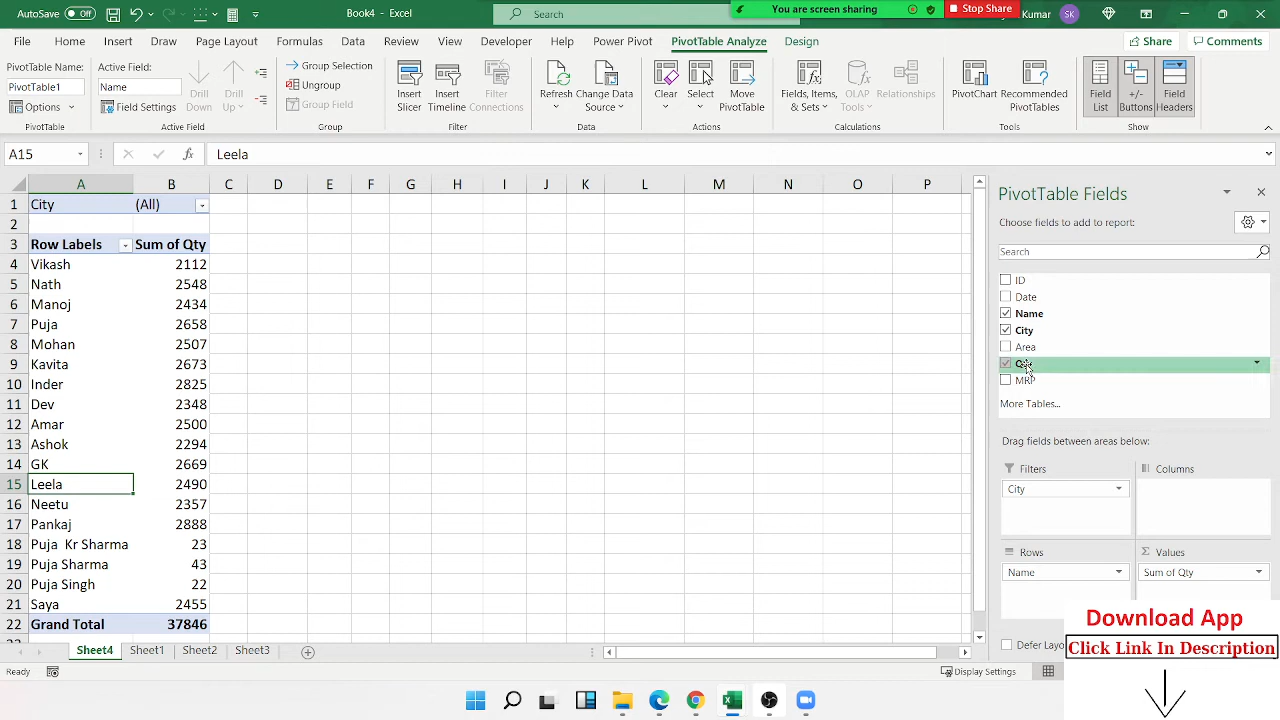 AutoSave Off Book4 - Excel Search You are screen sharing Stop Share Kumar SK
File Home Insert Draw Page Layout Formulas Data Review View Developer Help Power Pivot PivotTable Analyze Design Share Comments
PivotTable Name: Active Field: Group Selection
PivotTable1 Name Ungroup
Options Field Settings Group Field
Drill Down Drill Up
Insert Slicer Insert Timeline Filter Connections
Refresh Change Data Source
Clear Select Move PivotTable
Fields, Items, & Sets OLAP Tools Relationships
PivotChart Recommended PivotTables
Field List +/- Buttons Field Headers
PivotTable Active Field Group Filter Data Actions Calculations Tools Show
A15 fx Leela
A B C D E F G H I J K L M N O P
1 City (All)
2
3 Row Labels Sum of Qty
4 Vikash 2112
5 Nath 2548
6 Manoj 2434
7 Puja 2658
8 Mohan 2507
9 Kavita 2673
10 Inder 2825
11 Dev 2348
12 Amar 2500
13 Ashok 2294
14 GK 2669
15 Leela 2490
16 Neetu 2357
17 Pankaj 2888
18 Puja Kr Sharma 23
19 Puja Sharma 43
20 Puja Singh 22
21 Saya 2455
22 Grand Total 37846
PivotTable Fields
Choose fields to add to report:
Search
ID
Date
Name
City
Area
MRP
More Tables...
Drag fields between areas below:
Filters Columns
City
Rows Values
Name Sum of Qty
Defer Layo
Download App
Click Link In Description
Sheet4 Sheet1 Sheet2 Sheet3
Ready Display Settings